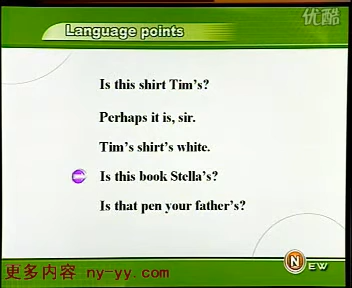 Language points
优酷
Is this shirt Tim's?
Perhaps it is, sir.
Tim's shirt's white.
Is this book Stella's?
Is that pen your father's?
NEW
更多内容 ny-yy.com